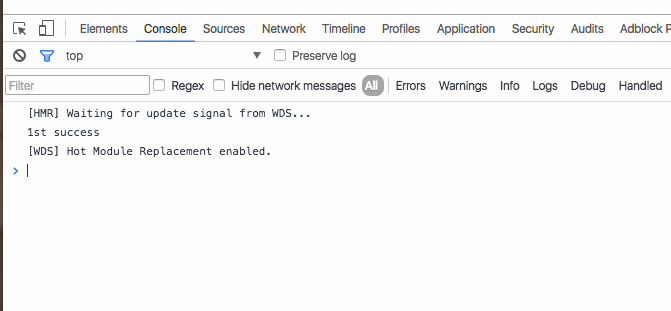 Elements Console Sources Network Timeline Profiles Application Security Audits Adblock P
top ▼ Preserve log
Filter Regex Hide network messages All Errors Warnings Info Logs Debug Handled
[HMR] Waiting for update signal from WDS...
1st success
[WDS] Hot Module Replacement enabled.
>